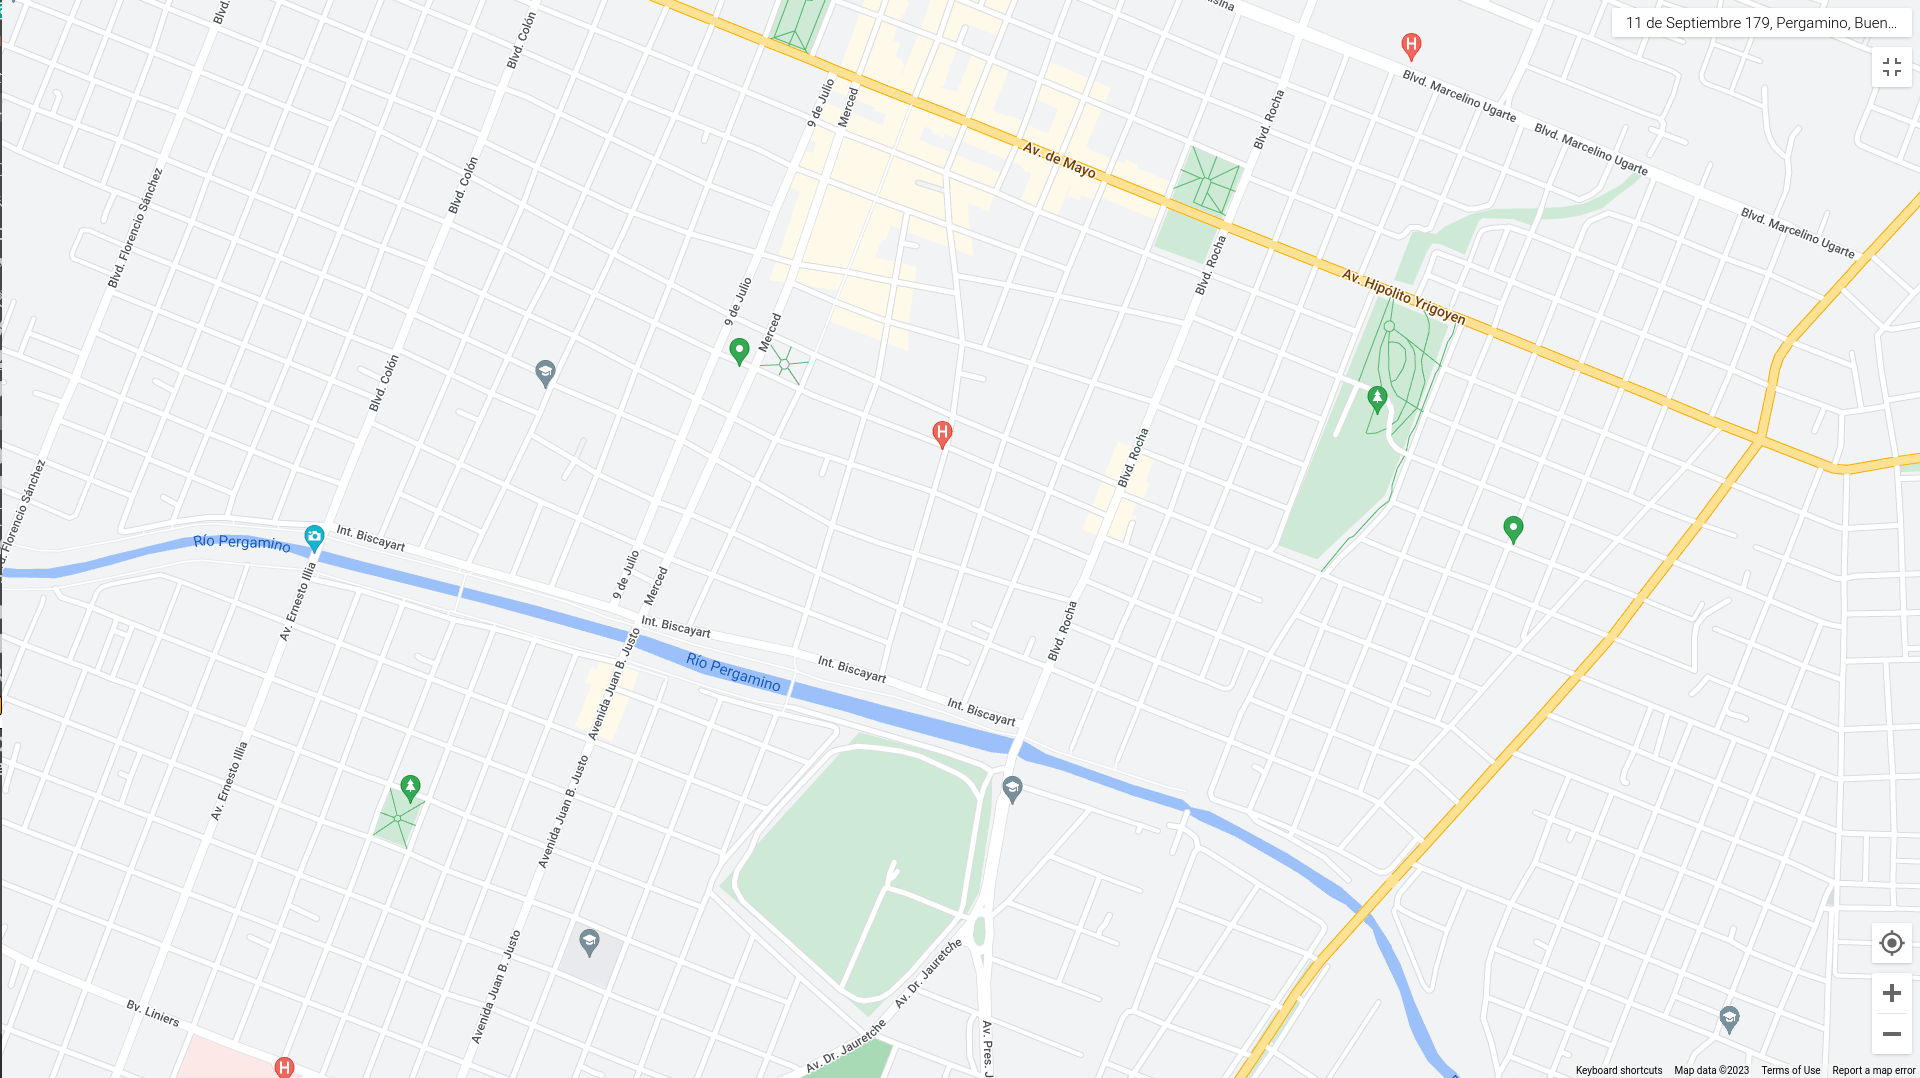 11 de Septiembre 179, Pergamino, Buen...
Blvd. Colón
H
Blvd. Marcelino Ugarte
9 de Julio
Merced
Blvd. Rocha
Blvd. Marcelino Ugarte
Av. de Mayo
Blvd. Colón
Blvd. Florencio Sánchez
Blvd. Marcelino Ugarte
Blvd. Rocha
Av. Hipólito Yrigoyen
9 de Julio
Merced
Blvd. Colón
H
Blvd. Rocha
Florencio Sánchez
Int. Biscayart
Río Pergamino
9 de Julio
Merced
Av. Ernesto Illia
Int. Biscayart
Blvd. Rocha
Avenida Juan B. Justo
Int. Biscayart
Río Pergamino
Int. Biscayart
Av. Ernesto Illia
Avenida Juan B. Justo
Avenida Juan B. Justo
Av. Dr. Jauretche
Bv. Liniers
Av. Dr. Jauretche
Av. Pres. J
H
Keyboard shortcuts
Map data ©2023
Terms of Use
Report a map error